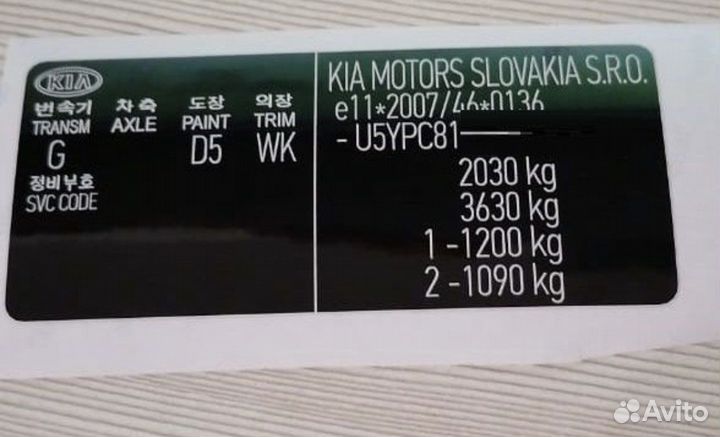 KIA
번속기 차축 도장 의장
TRANSM AXLE PAINT TRIM
G D5 WK
정비부호
SVC CODE
KIA MOTORS SLOVAKIA S.R.O.
e11*2007/46*0136
- U5YPC81
2030 kg
3630 kg
1 -1200 kg
2 -1090 kg
Avito